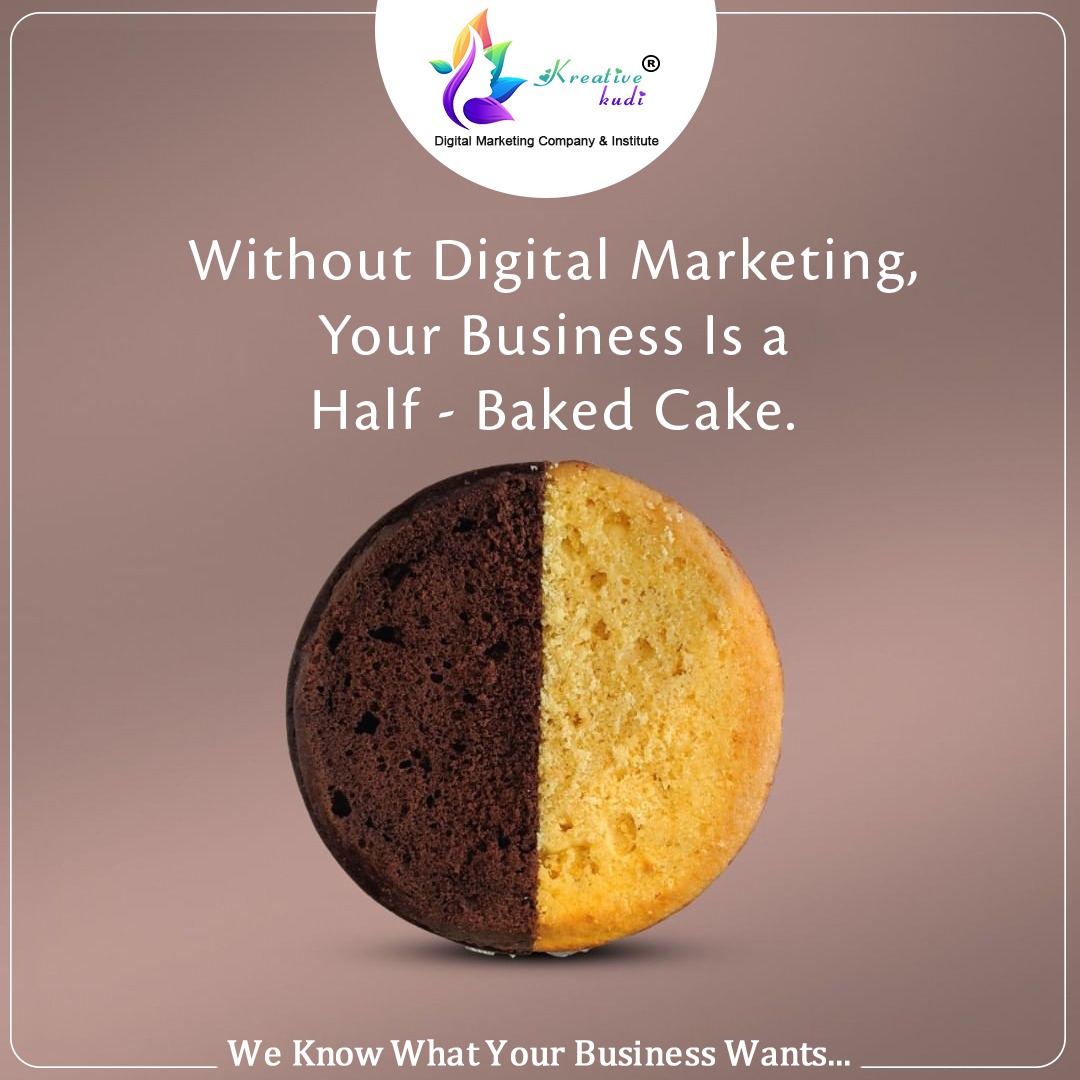 Kreative ®
kudi
Digital Marketing Company & Institute
Without Digital Marketing,
Your Business Is a
Half - Baked Cake.
We Know What Your Business Wants...